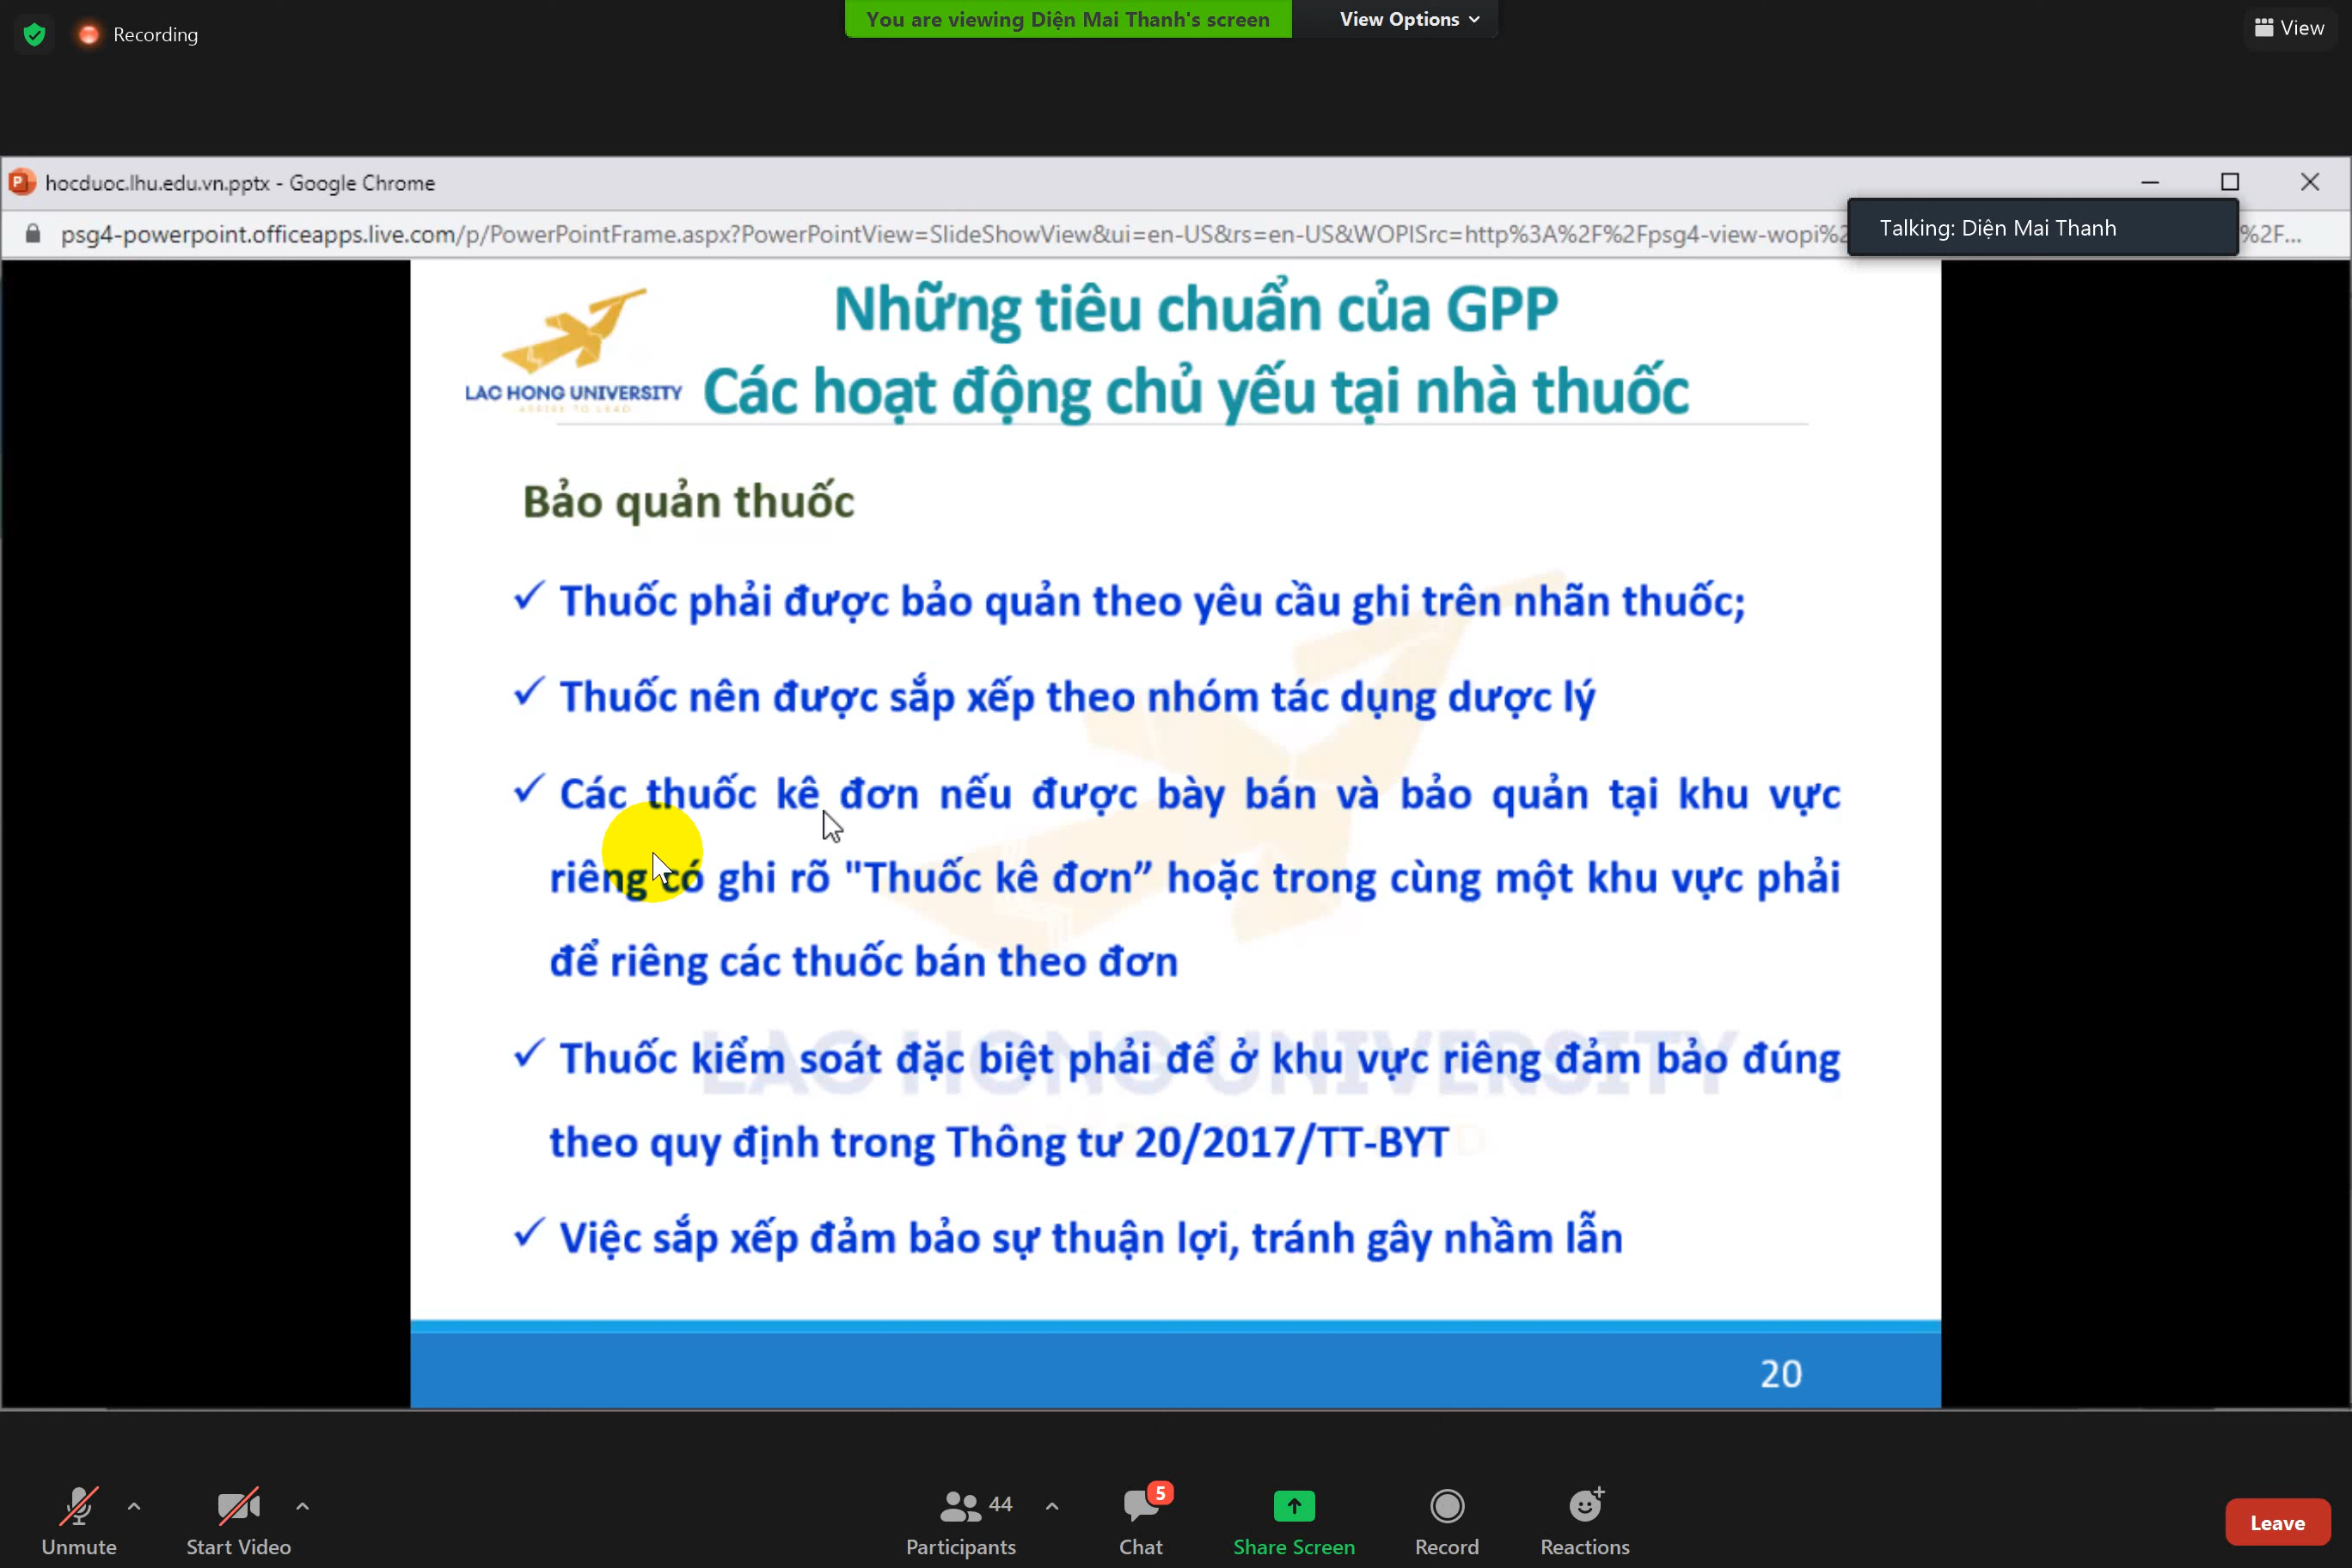 Recording
You are viewing Diện Mai Thanh's screen
View Options
View
hocduoc.lhu.edu.vn.pptx - Google Chrome
psg4-powerpoint.officeapps.live.com/p/PowerPointFrame.aspx?PowerPointView=SlideShowView&ui=en-US&rs=en-US&WOPISrc=http%3A%2F%2Fpsg4-view-wopi%2
%2F...
Talking: Diện Mai Thanh
Những tiêu chuẩn của GPP
LAC HONG UNIVERSITY
ASPIRE TO LEAD
Các hoạt động chủ yếu tại nhà thuốc
Bảo quản thuốc
✓ Thuốc phải được bảo quản theo yêu cầu ghi trên nhãn thuốc;
✓ Thuốc nên được sắp xếp theo nhóm tác dụng dược lý
✓ Các thuốc kê đơn nếu được bày bán và bảo quản tại khu vực
riêng có ghi rõ "Thuốc kê đơn” hoặc trong cùng một khu vực phải
để riêng các thuốc bán theo đơn
LAC HONG UNIVERSITY
✓ Thuốc kiểm soát đặc biệt phải để ở khu vực riêng đảm bảo đúng
theo quy định trong Thông tư 20/2017/TT-BYT
✓ Việc sắp xếp đảm bảo sự thuận lợi, tránh gây nhầm lẫn
20
Unmute
Start Video
44
Participants
5
Chat
Share Screen
Record
Reactions
Leave